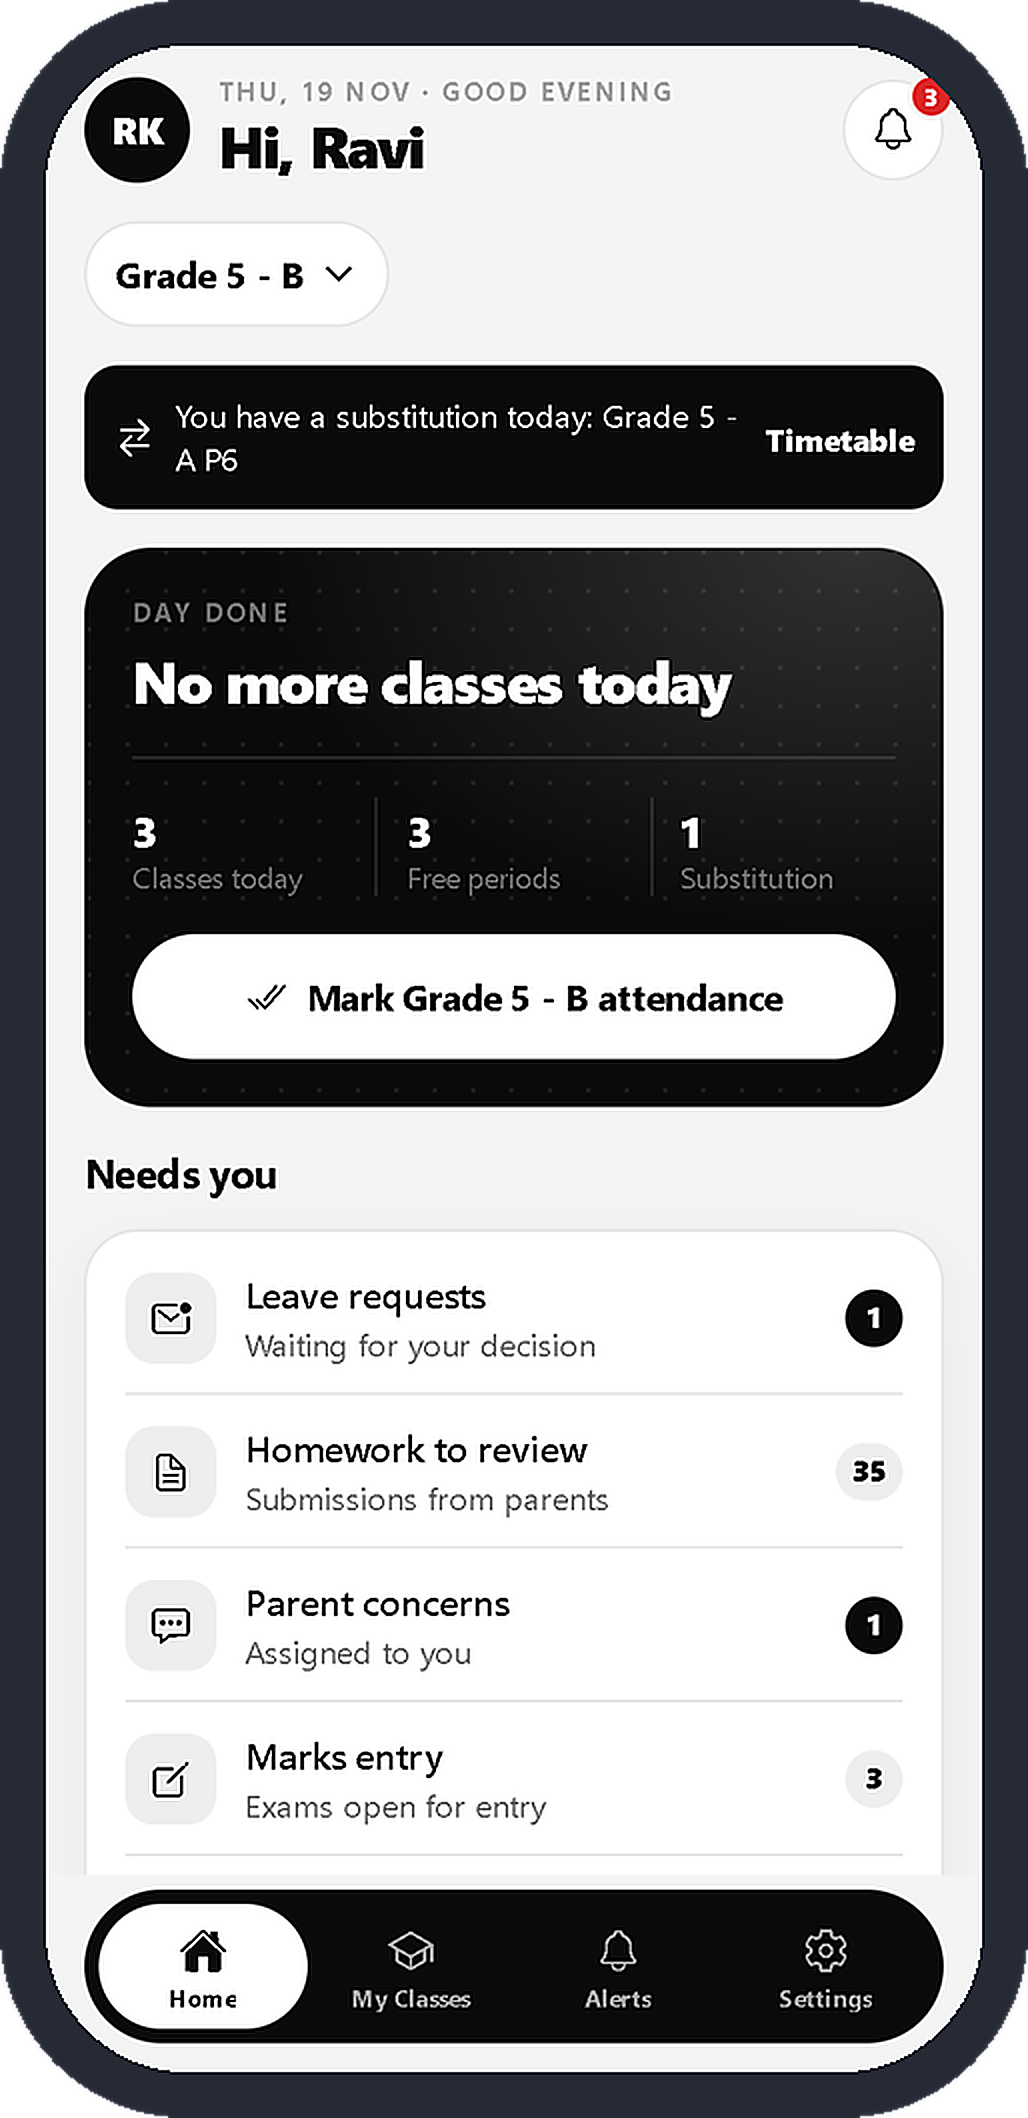 RK
THU, 19 NOV · GOOD EVENING
Hi, Ravi
3
Grade 5 - B
You have a substitution today: Grade 5 -
A P6
Timetable
DAY DONE
No more classes today
3
Classes today
3
Free periods
1
Substitution
Mark Grade 5 - B attendance
Needs you
Leave requests
Waiting for your decision
1
Homework to review
Submissions from parents
35
Parent concerns
Assigned to you
1
Marks entry
Exams open for entry
3
Home
My Classes
Alerts
Settings